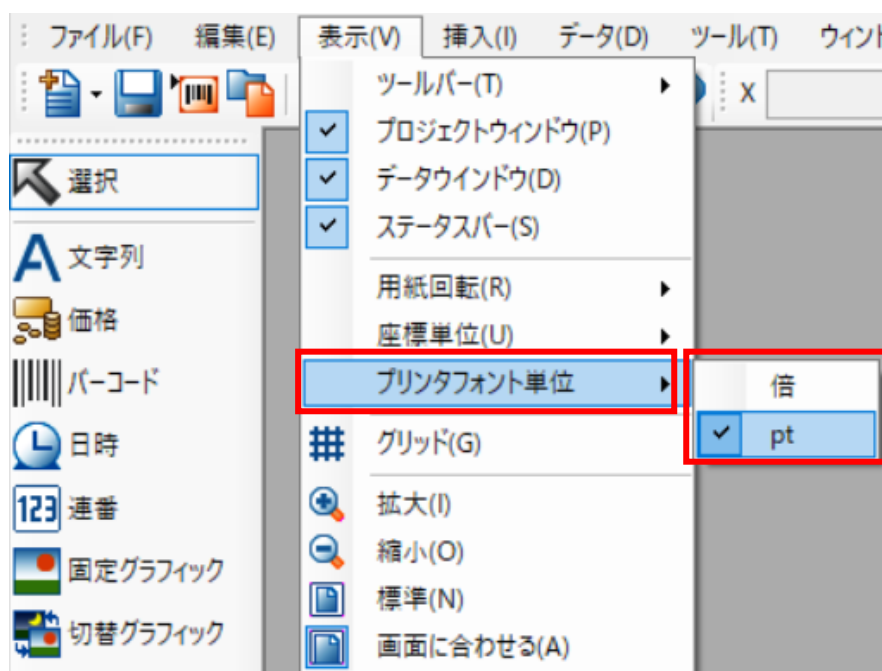 ファイル(F) 編集(E) 表示(V) 挿入(I) データ(D) ツール(T)
X
選択
文字列
価格
バーコード
日時
123 連番
固定グラフィック
切替グラフィック
ツールバー(T)
プロジェクトウィンドウ(P)
データウインドウ(D)
ステータスバー(S)
用紙回転(R)
座標単位(U)
プリンタフォント単位
グリッド(G)
拡大(I)
縮小(O)
標準(N)
画面に合わせる(A)
倍
pt